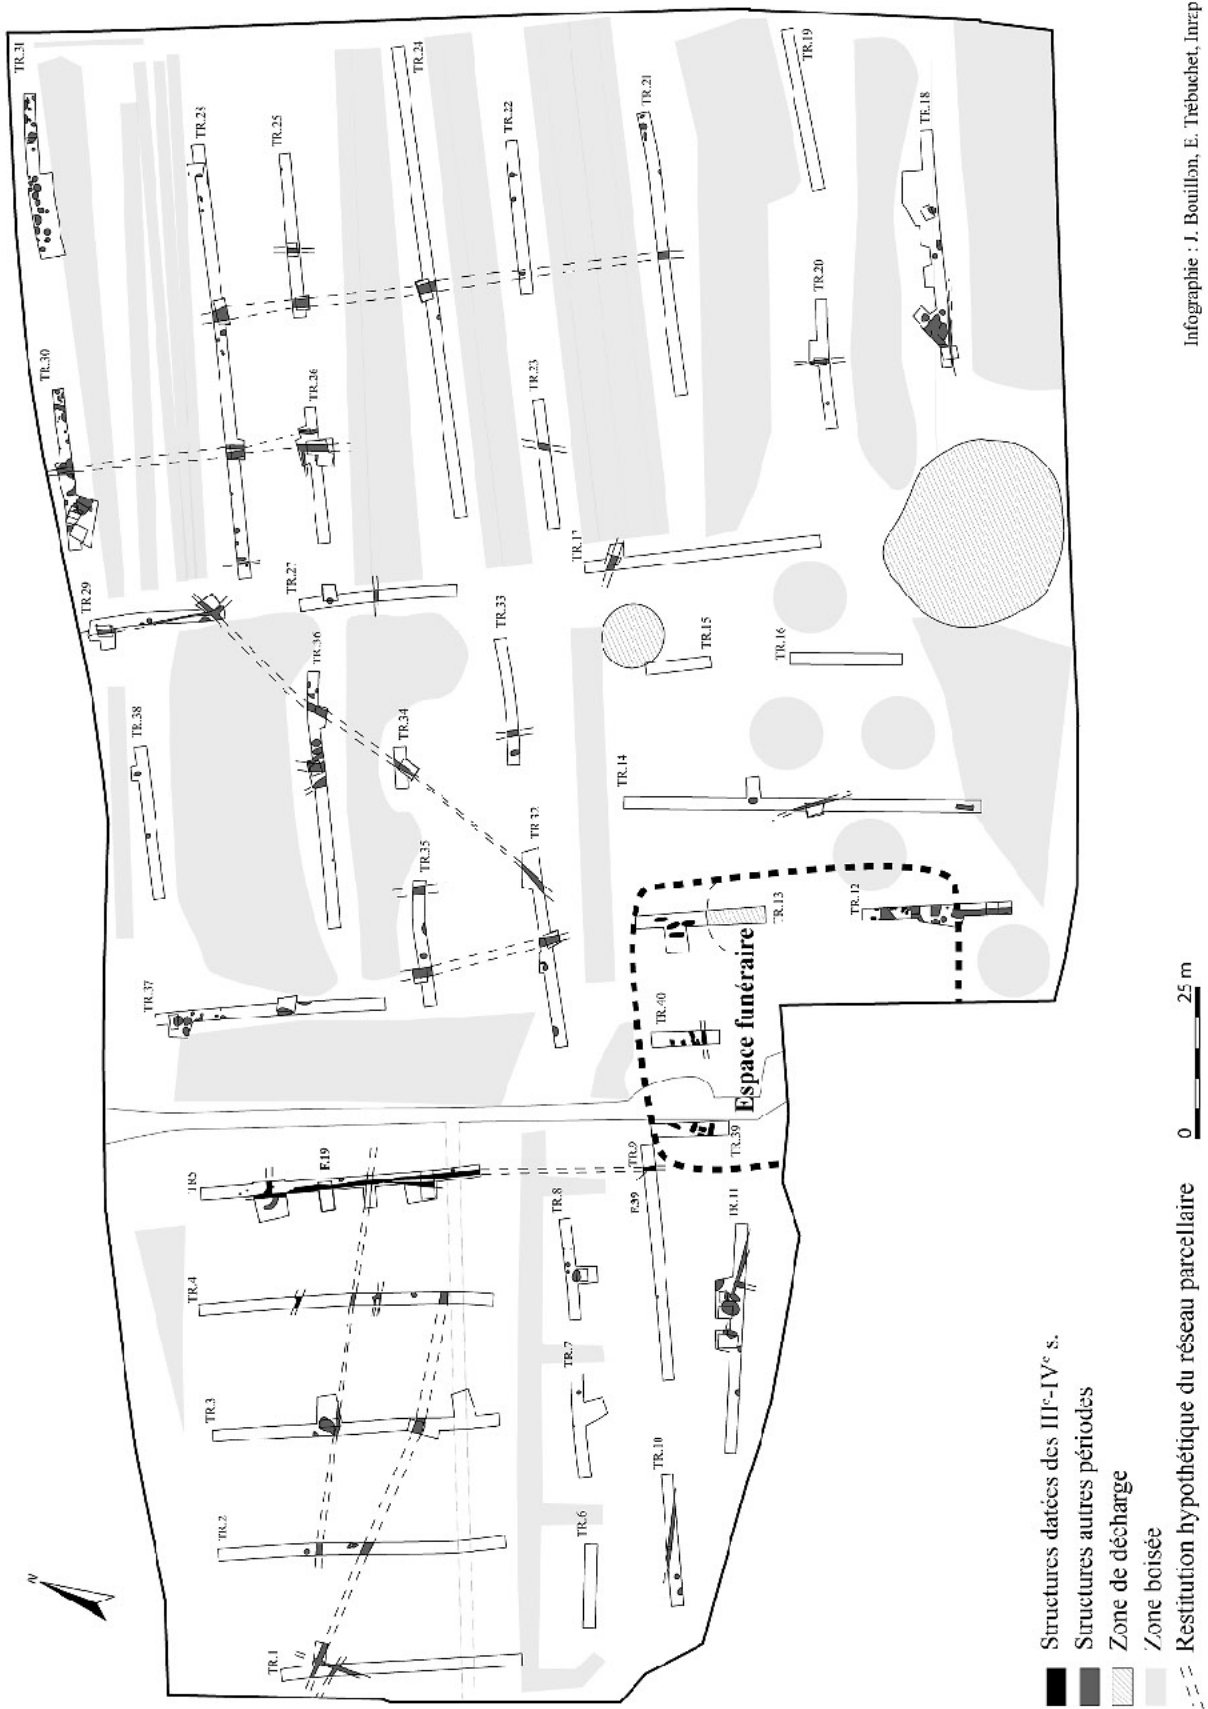 TR.31
TR.30
TR.29
TR.38
TR.37
TR.28
TR.25
TR.24
TR.22
TR.21
TR.19
TE.18
TR.26
TR.23
TR.20
TR.27
TR.17
TR.36
TR.33
TR.15
TR.16
TR.34
TR.14
TR.35
TR.32
TR.13
TR.12
TR.40
Espace funéraire
TR.39
TR5
F.19
TR.9
F.39
TR.8
TR.11
TR.4
TR.3
TR.7
TR.10
TR.2
TR.6
TR.1
N
0 25 m
Structures datées des IIIe-IVe s.
Structures autres périodes
Zone de décharge
Zone boisée
Restitution hypothétique du réseau parcellaire
Infographie : J. Bouillon, E. Trébuchet, Inrap